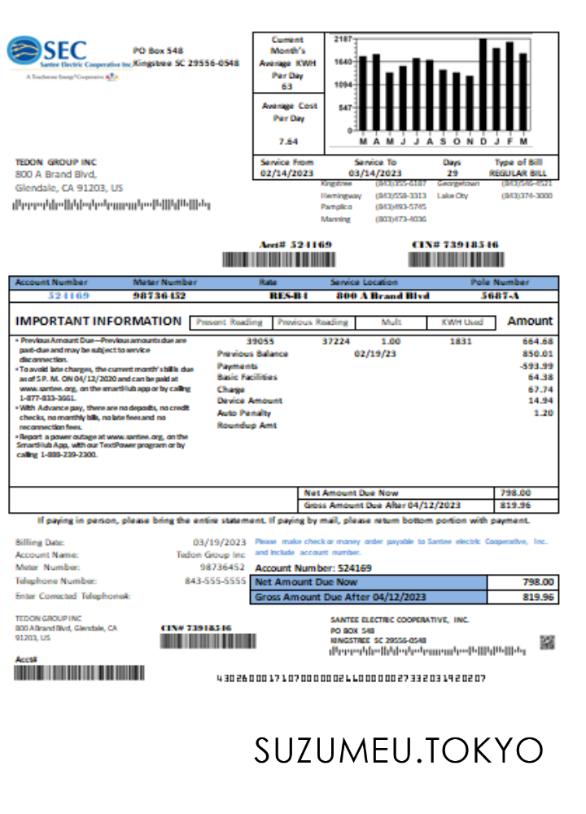 SEC
Santee Electric Cooperative Inc.
A Touchstone Energy® Cooperative
PO Box 548
Kingstree SC 29556-0548
Current
Month's
Average KWH
Per Day
63
Average Cost
Per Day
7.64
2187
1640
1094
547
0
M A M J J A S O N D J F M
Service From Service To Days Type of Bill
02/14/2023 03/14/2023 29 REGULAR BILL
TEDON GROUP INC
800 A Brand Blvd,
Glendale, CA 91203, US
Kingstree (843)355-6187 Georgetown (843)546-4521
Hemingway (843)558-3313 Lake City (843)374-3000
Pamplico (843)493-5745
Manning (803)473-4036
Acct# 524169 CIN# 73918546
Account Number Meter Number Rate Service Location Pole Number
524169 98736452 RES-B4 800 A Brand Blvd 5687-A
IMPORTANT INFORMATION Present Reading Previous Reading Mult KWH Used Amount
• Previous Amount Due—Previous amounts due are
past-due and may be subject to service
disconnection.
• To avoid late charges, the current month's bill is due
as of 5 P. M. ON 04/12/2020 and can be paid at
www.santee.org, on the smartHub app or by calling
1-877-833-3661.
• With Advance pay, there are no deposits, no credit
checks, no monthly bills, no late fees and no
reconnection fees.
• Report a power outage at www.santee.org, on the
SmartHub App, with our TextPower program or by
calling 1-888-239-2300.
39055 37224 1.00 1831 664.68
Previous Balance 02/19/23 850.01
Payments -593.99
Basic Facilities 64.38
Charge 67.74
Device Amount 14.94
Auto Penalty 1.20
Roundup Amt
Net Amount Due Now 798.00
Gross Amount Due After 04/12/2023 819.96
If paying in person, please bring the entire statement. If paying by mail, please return bottom portion with payment.
Billing Date: 03/19/2023
Account Name: Tedon Group Inc
Meter Number: 98736452
Telephone Number: 843-555-5555
Enter Corrected Telephone#:
Please make check or money order payable to Santee electric Cooperative, Inc.
and include account number.
Account Number: 524169
Net Amount Due Now 798.00
Gross Amount Due After 04/12/2023 819.96
TEDON GROUP INC
800 A Brand Blvd, Glendale, CA
91203, US
CIN# 73918546
Acct#
SANTEE ELECTRIC COOPERATIVE, INC.
PO BOX 548
KINGSTREE SC 29556-0548
SUZUMEU.TOKYO